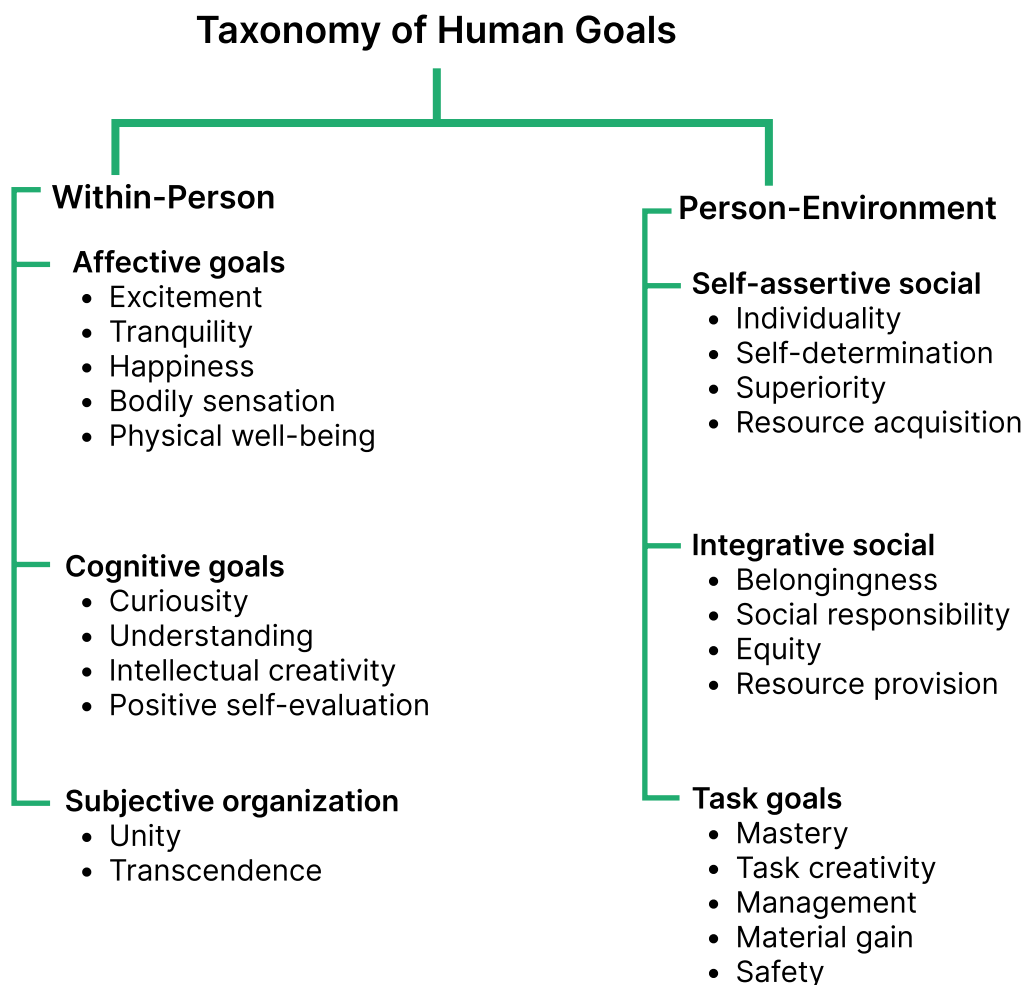 Taxonomy of Human Goals
Within-Person
Affective goals
• Excitement
• Tranquility
• Happiness
• Bodily sensation
• Physical well-being
Cognitive goals
• Curiousity
• Understanding
• Intellectual creativity
• Positive self-evaluation
Subjective organization
• Unity
• Transcendence
Person-Environment
Self-assertive social
• Individuality
• Self-determination
• Superiority
• Resource acquisition
Integrative social
• Belongingness
• Social responsibility
• Equity
• Resource provision
Task goals
• Mastery
• Task creativity
• Management
• Material gain
• Safety